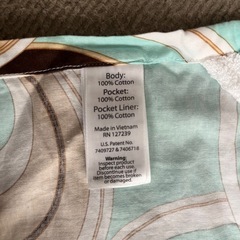 Body:
100% Cotton
Pocket:
100% Cotton
Pocket Liner:
100% Cotton
Made in Vietnam
RN 127239
U.S. Patent No.
7409727 & 7406718
Warning:
Inspect product
before each use.
Discontinue use if
item becomes broken
or damaged.